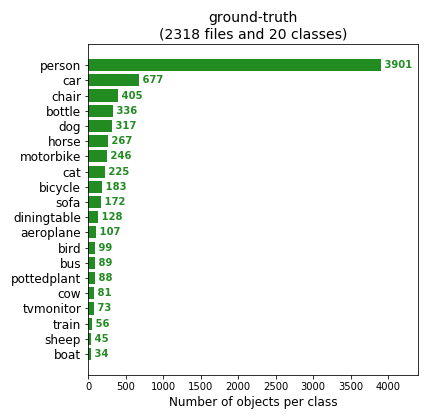 ground-truth
(2318 files and 20 classes)
person 3901
car 677
chair 405
bottle 336
dog 317
horse 267
motorbike 246
cat 225
bicycle 183
sofa 172
diningtable 128
aeroplane 107
bird 99
bus 89
pottedplant 88
cow 81
tvmonitor 73
train 56
sheep 45
boat 34
0 500 1000 1500 2000 2500 3000 3500 4000
Number of objects per class